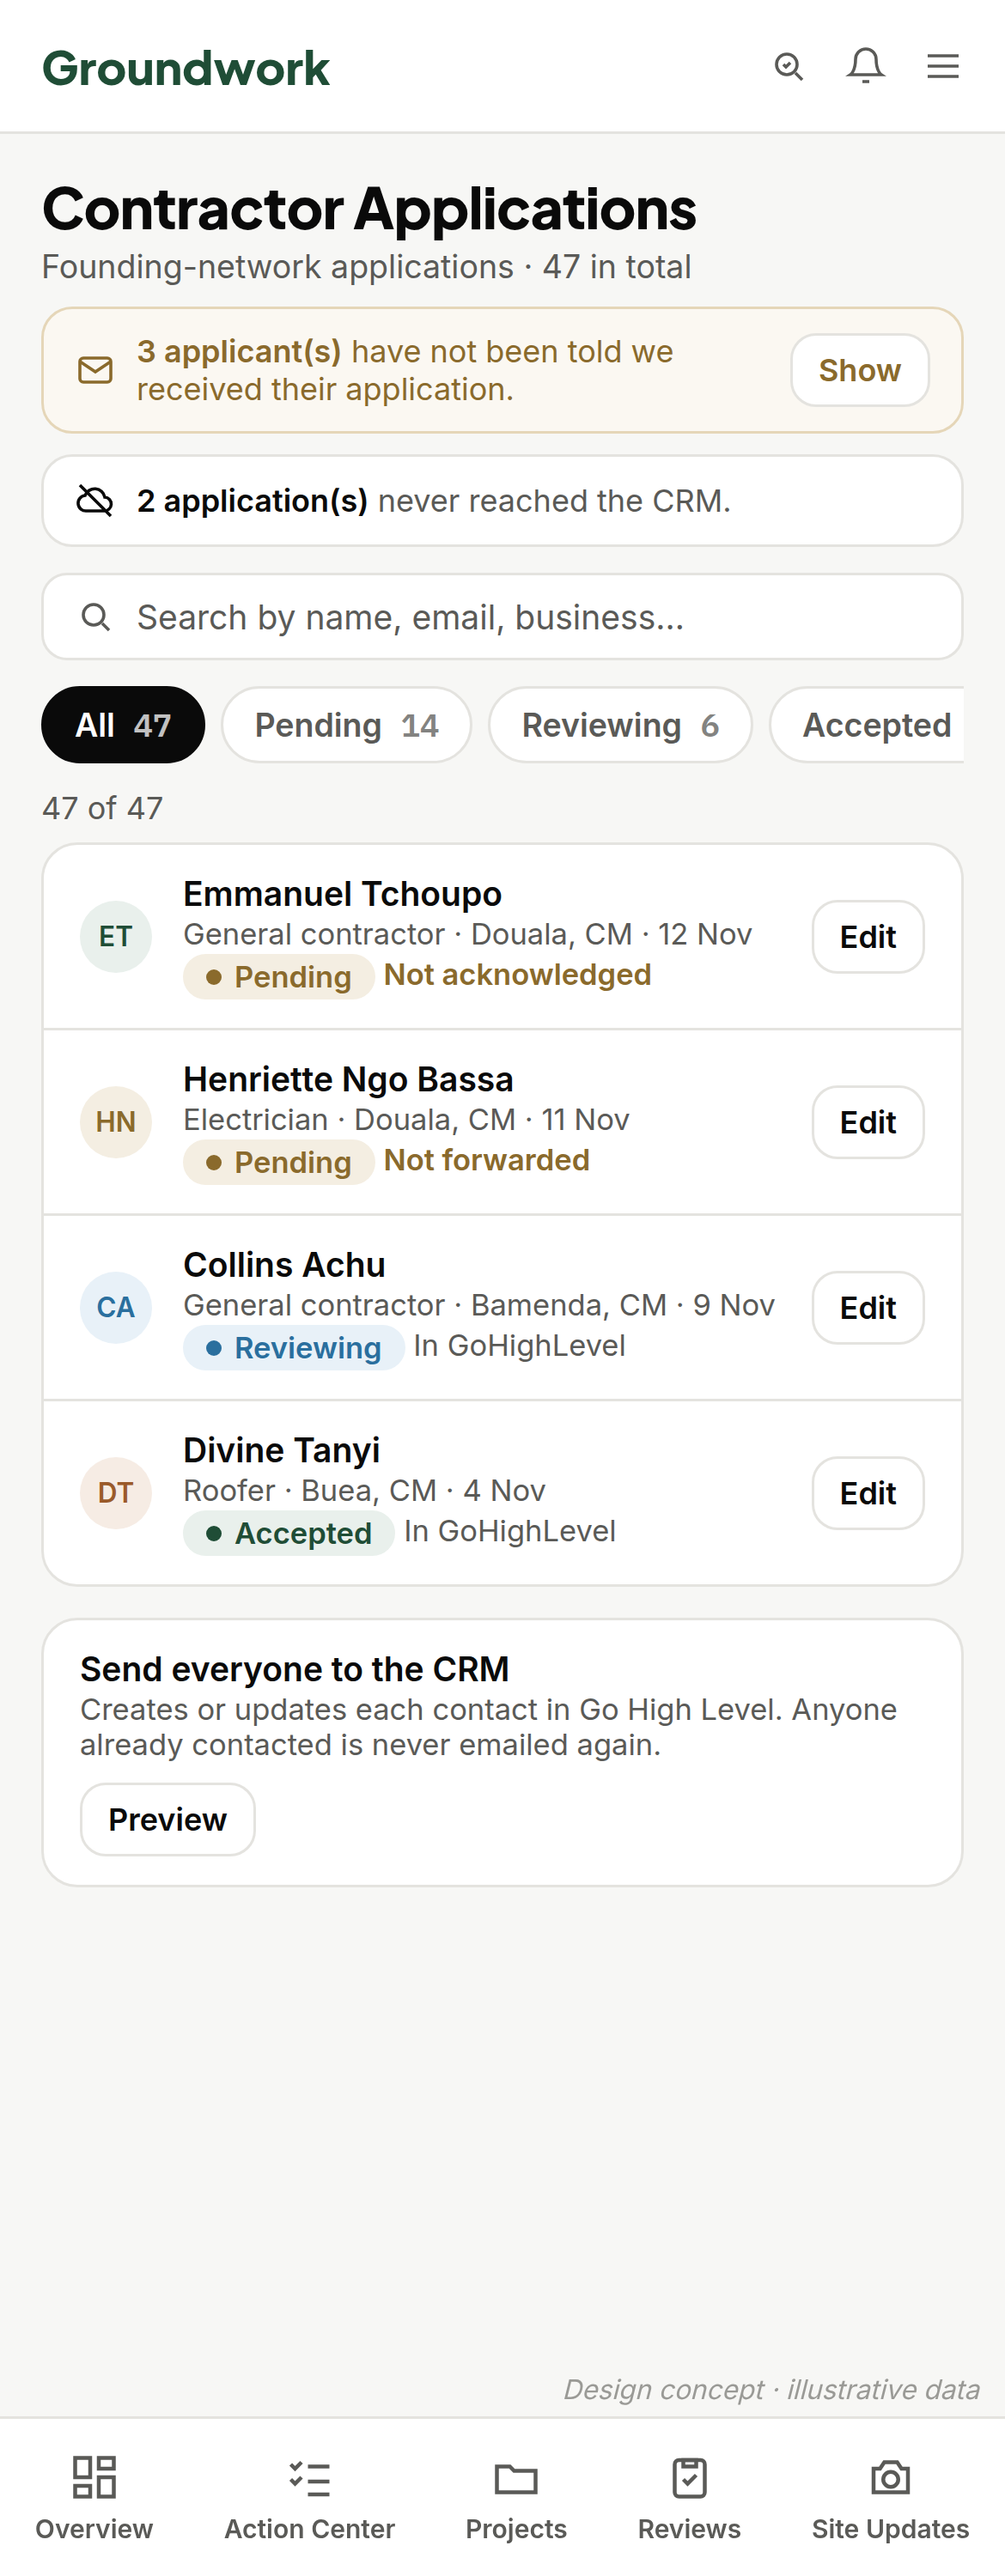 Groundwork
Contractor Applications
Founding-network applications · 47 in total
3 applicant(s) have not been told we
received their application.
Show
2 application(s) never reached the CRM.
Search by name, email, business...
All 47
Pending 14
Reviewing 6
Accepted
47 of 47
ET
Emmanuel Tchoupo
General contractor · Douala, CM · 12 Nov
Pending Not acknowledged
Edit
HN
Henriette Ngo Bassa
Electrician · Douala, CM · 11 Nov
Pending Not forwarded
Edit
CA
Collins Achu
General contractor · Bamenda, CM · 9 Nov
Reviewing In GoHighLevel
Edit
DT
Divine Tanyi
Roofer · Buea, CM · 4 Nov
Accepted In GoHighLevel
Edit
Send everyone to the CRM
Creates or updates each contact in Go High Level. Anyone
already contacted is never emailed again.
Preview
Design concept · illustrative data
Overview
Action Center
Projects
Reviews
Site Updates